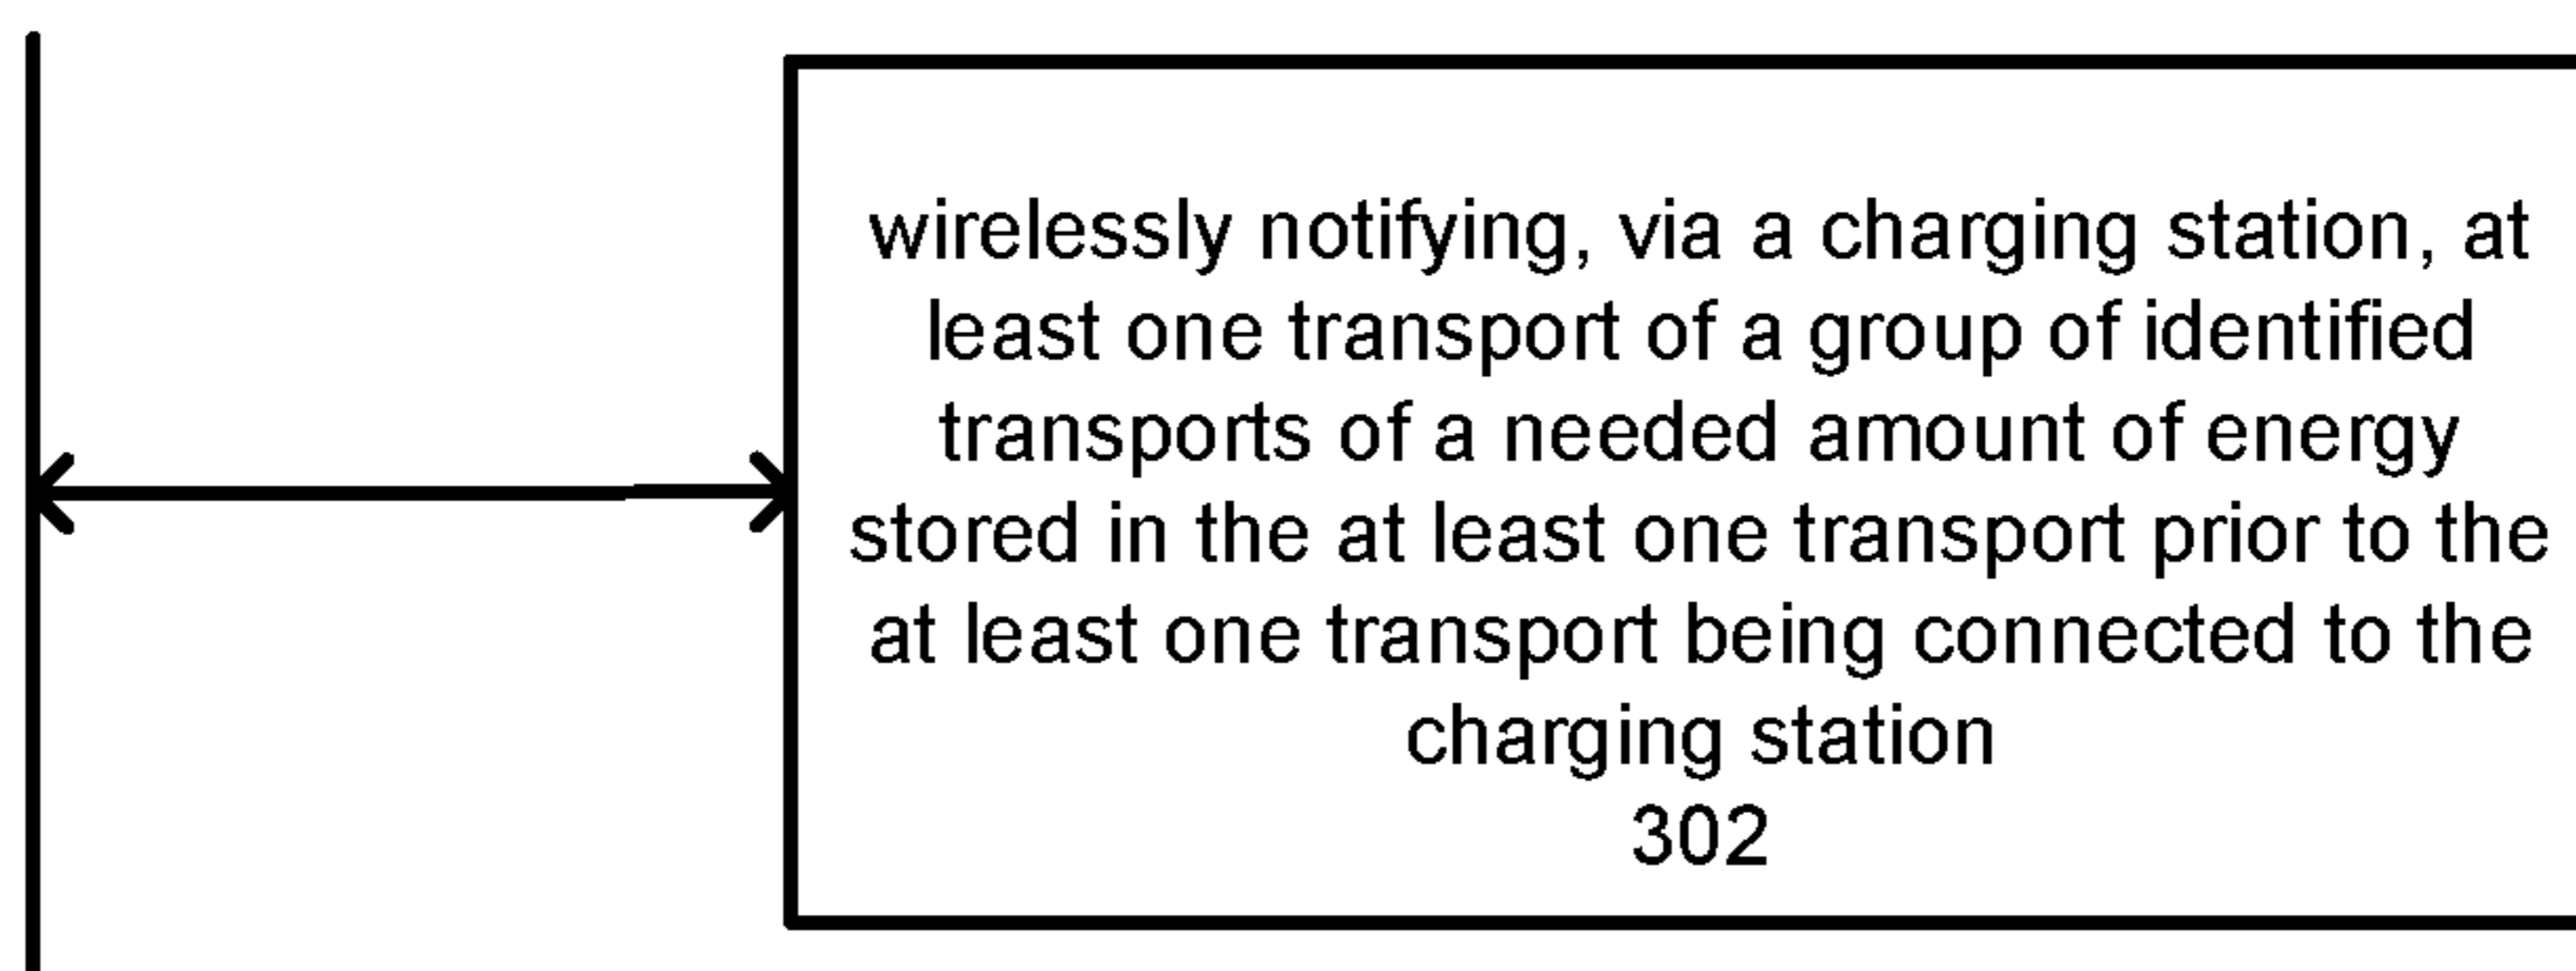 wirelessly notifying, via a charging station, at
least one transport of a group of identified
transports of a needed amount of energy
stored in the at least one transport prior to the
at least one transport being connected to the
charging station
302